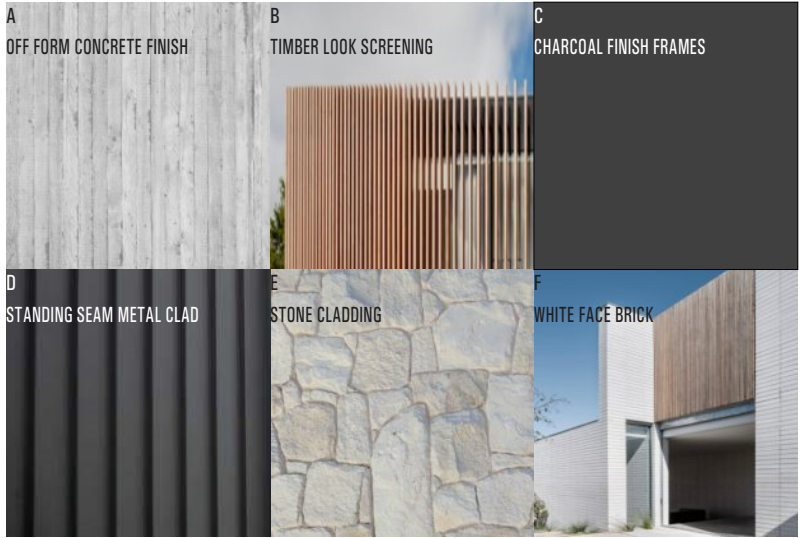 A
OFF FORM CONCRETE FINISH
B
TIMBER LOOK SCREENING
C
CHARCOAL FINISH FRAMES
D
STANDING SEAM METAL CLAD
E
STONE CLADDING
F
WHITE FACE BRICK